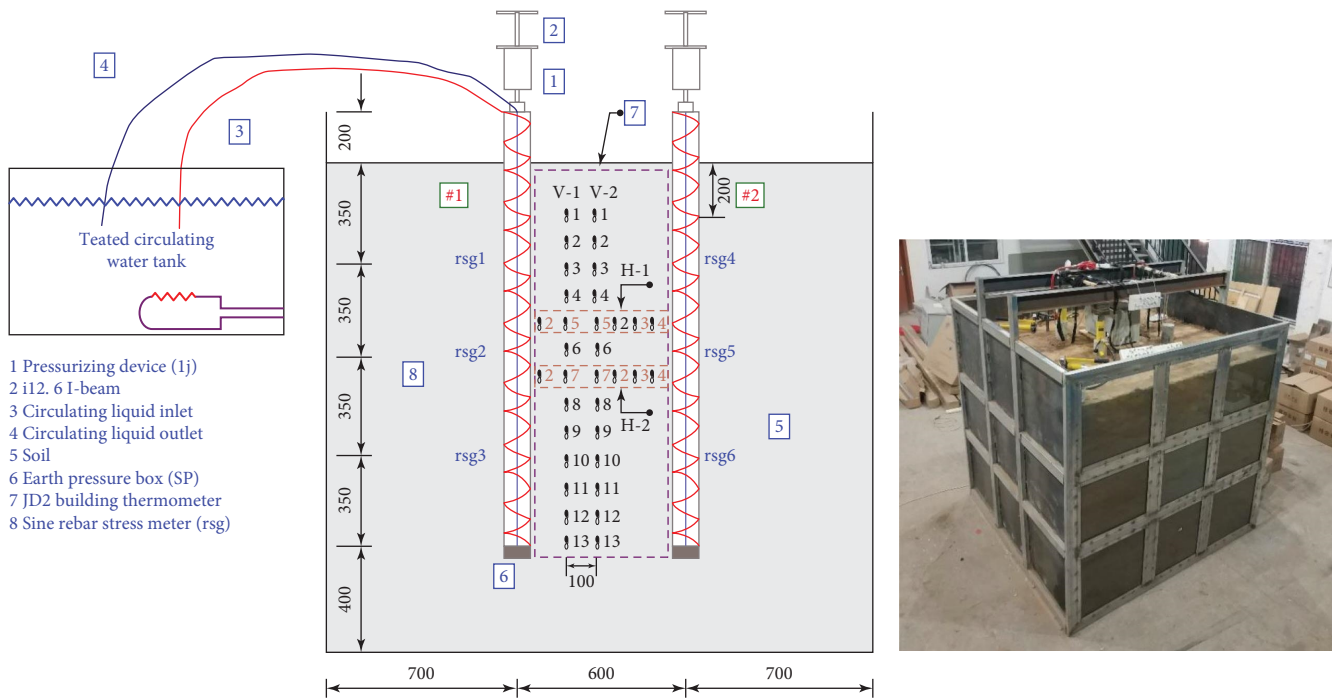 2
4
1
7
3
200
#1
V-1 V-2
200
#2
1 1
350
2 2
Teated circulating
water tank
rsg1
3 3
H-1
rsg4
4 4
350
2 5 5 2 3 4
rsg2
6 6
rsg5
8
2 7 7 2 3 4
350
8 8
H-2
9 9
5
rsg3
10 10
rsg6
11 11
350
12 12
13 13
6
100
400
700
600
700
1 Pressurizing device (1j)
2 i12. 6 I-beam
3 Circulating liquid inlet
4 Circulating liquid outlet
5 Soil
6 Earth pressure box (SP)
7 JD2 building thermometer
8 Sine rebar stress meter (rsg)